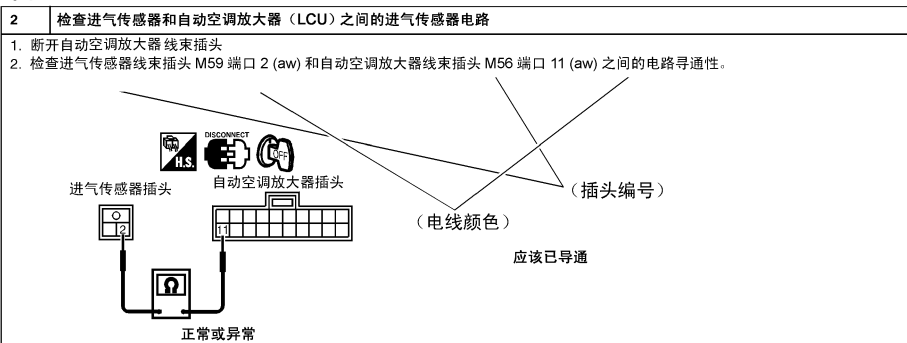 2 检查进气传感器和自动空调放大器（LCU）之间的进气传感器电路
1. 断开自动空调放大器 线束插头
2. 检查进气传感器线束插头 M59 端口 2 (aw) 和自动空调放大器线束插头 M56 端口 11 (aw) 之间的电路寻通性。
DISCONNECT
H.S.
OFF
进气传感器插头
自动空调放大器插头
（插头编号）
2
11
（电线颜色）
应该已导通
Ω
正常或异常